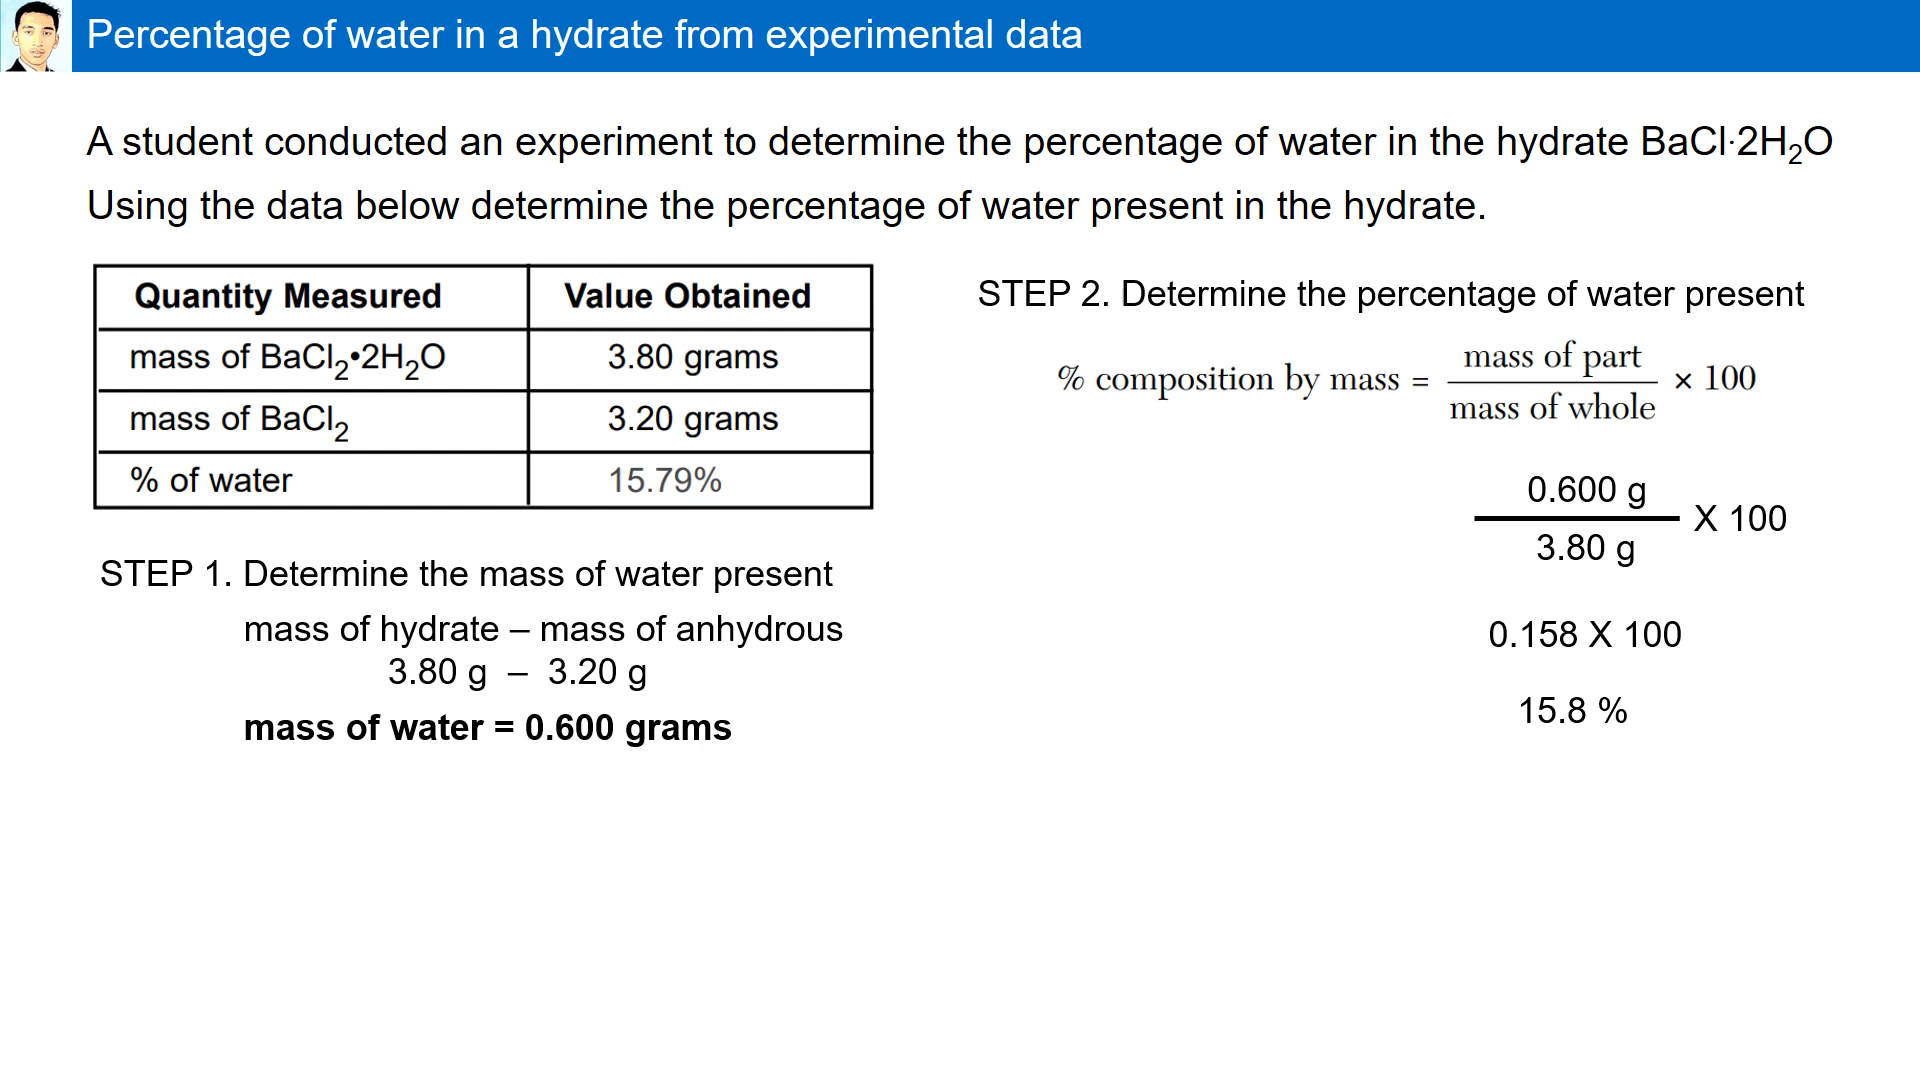 Percentage of water in a hydrate from experimental data
A student conducted an experiment to determine the percentage of water in the hydrate BaCl·2H₂O
Using the data below determine the percentage of water present in the hydrate.
Quantity Measured Value Obtained
mass of BaCl₂•2H₂O 3.80 grams
mass of BaCl₂ 3.20 grams
% of water 15.79%
STEP 1. Determine the mass of water present
mass of hydrate – mass of anhydrous
3.80 g – 3.20 g
mass of water = 0.600 grams
STEP 2. Determine the percentage of water present
mass of part
% composition by mass = × 100
mass of whole
0.600 g
X 100
3.80 g
0.158 X 100
15.8 %